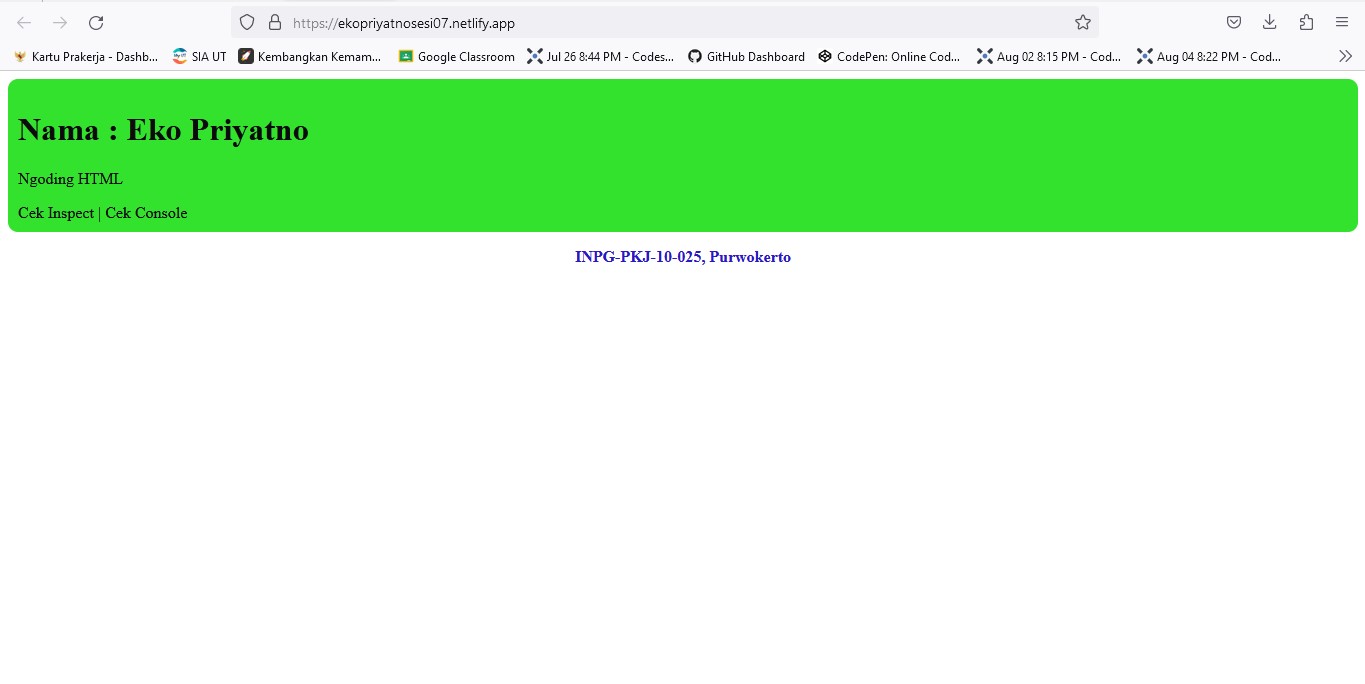 https://ekopriyatnosesi07.netlify.app
Kartu Prakerja - Dashb... SIA UT Kembangkan Kemam... Google Classroom Jul 26 8:44 PM - Codes... GitHub Dashboard CodePen: Online Cod... Aug 02 8:15 PM - Cod... Aug 04 8:22 PM - Cod...
Nama : Eko Priyatno
Ngoding HTML
Cek Inspect | Cek Console
INPG-PKJ-10-025, Purwokerto